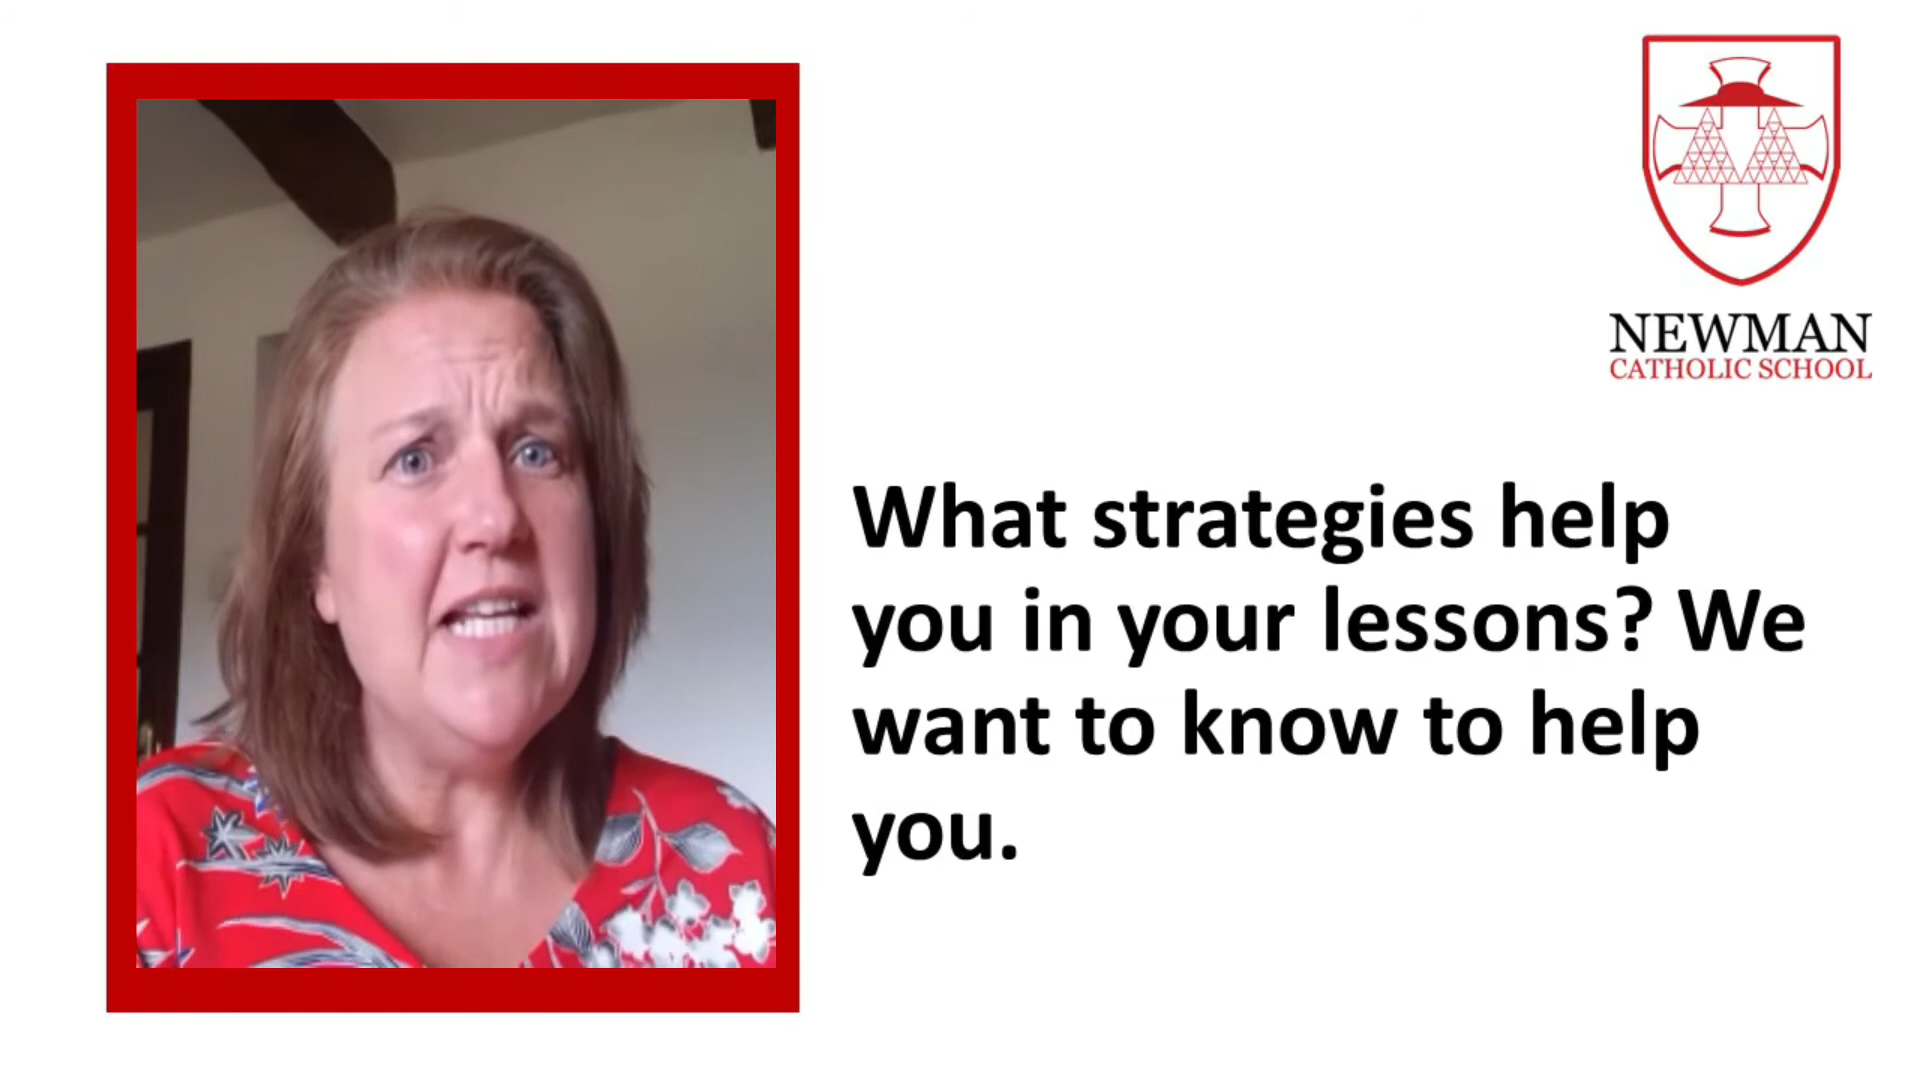 NEWMAN
CATHOLIC SCHOOL
What strategies help
you in your lessons? We
want to know to help
you.